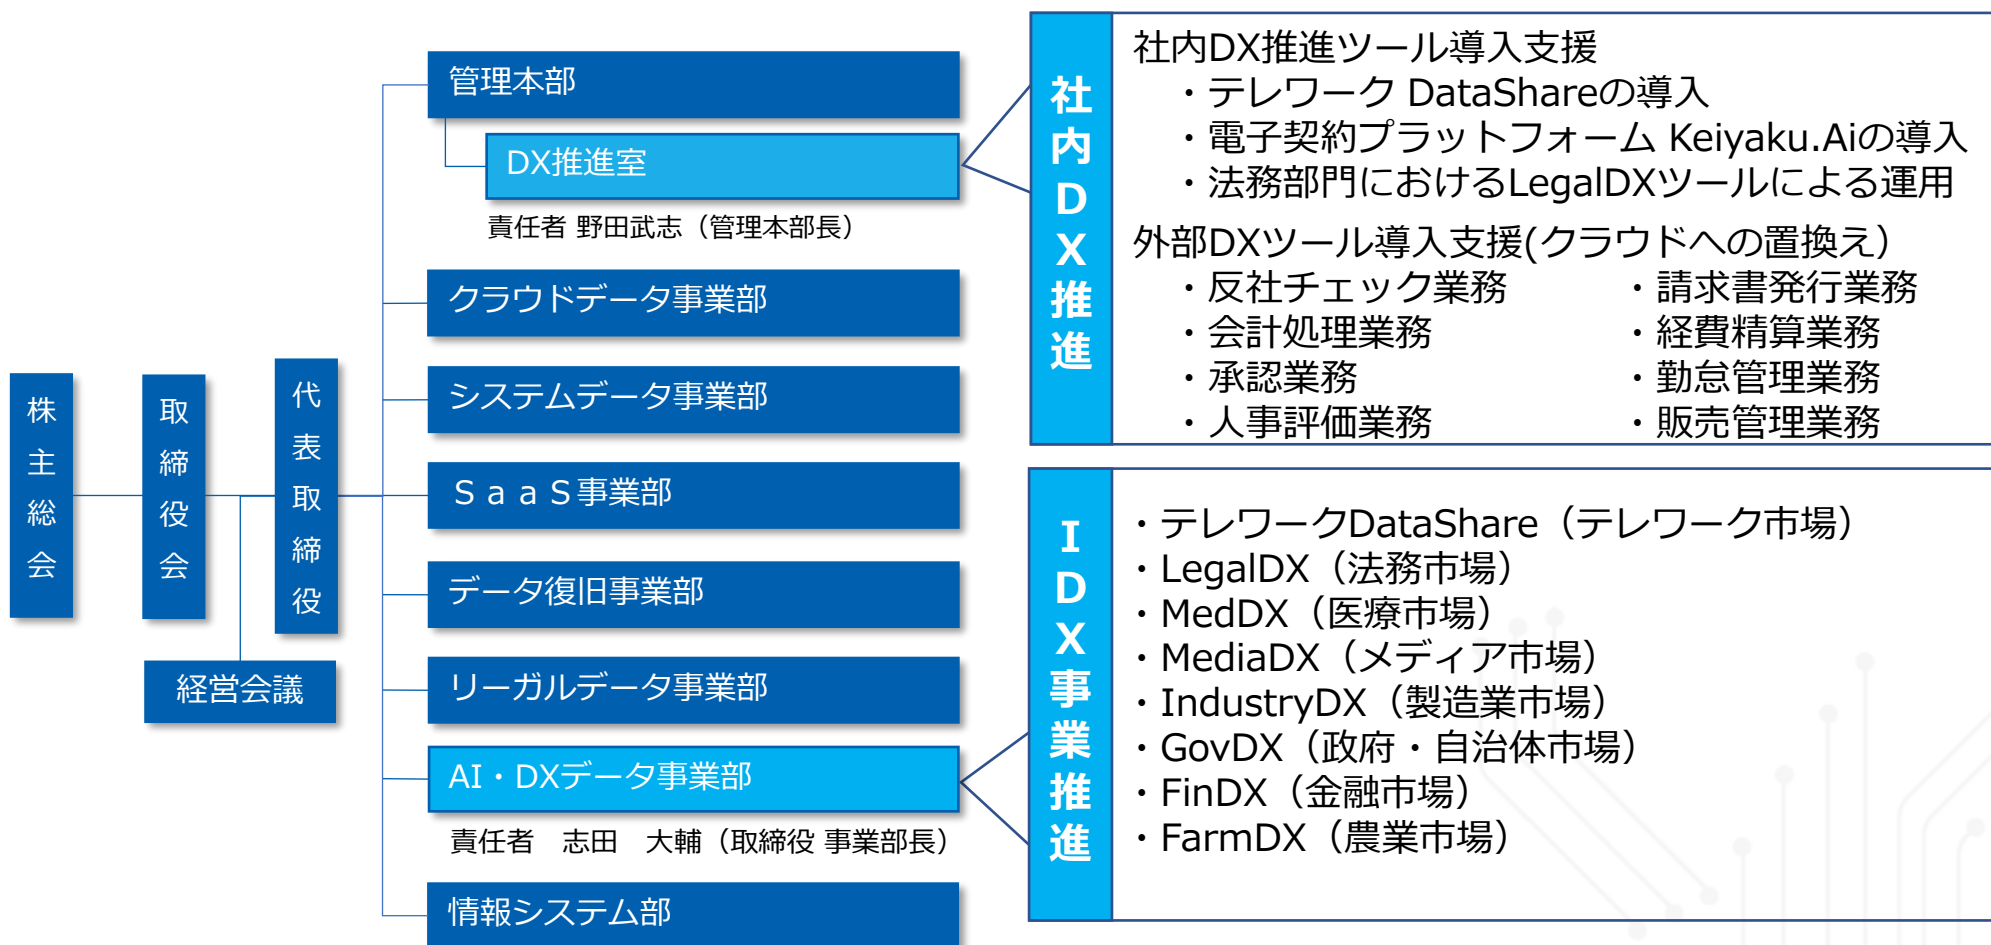 株主総会
取締役会
代表取締役
経営会議
管理本部
DX推進室
責任者 野田武志（管理本部長）
クラウドデータ事業部
システムデータ事業部
ＳａａＳ事業部
データ復旧事業部
リーガルデータ事業部
AI・DXデータ事業部
責任者　志田　大輔（取締役 事業部長）
情報システム部
社内DX推進
社内DX推進ツール導入支援
・テレワーク DataShareの導入
・電子契約プラットフォーム Keiyaku.Aiの導入
・法務部門におけるLegalDXツールによる運用
外部DXツール導入支援(クラウドへの置換え）
・反社チェック業務　・請求書発行業務
・会計処理業務　・経費精算業務
・承認業務　・勤怠管理業務
・人事評価業務　・販売管理業務
IDX事業推進
・テレワークDataShare（テレワーク市場）
・LegalDX（法務市場）
・MedDX（医療市場）
・MediaDX（メディア市場）
・IndustryDX（製造業市場）
・GovDX（政府・自治体市場）
・FinDX（金融市場）
・FarmDX（農業市場）